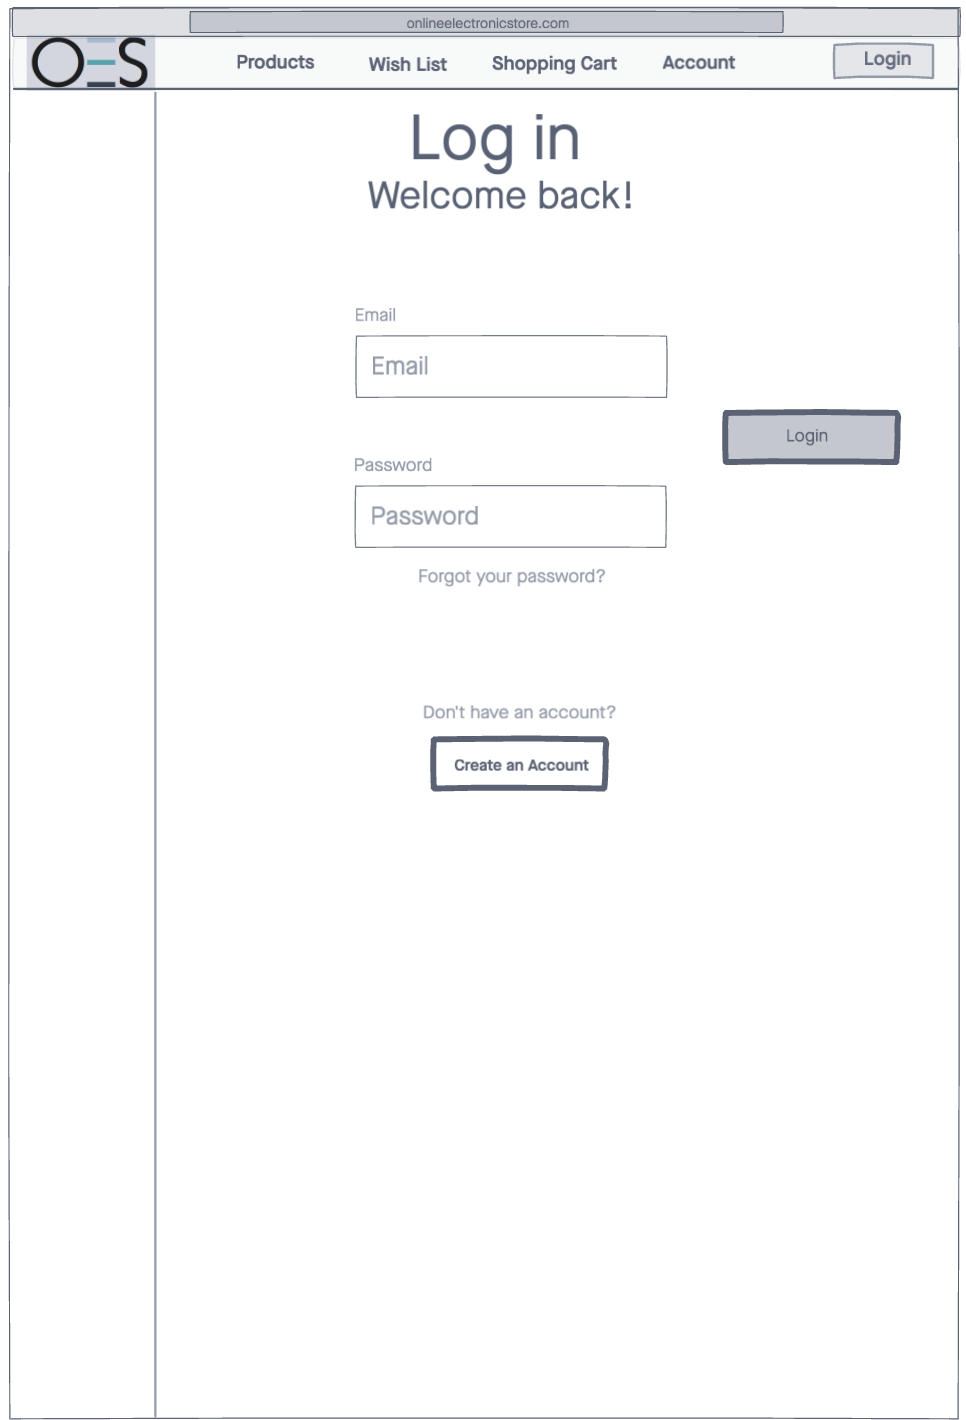 onlineelectronicstore.com
OES Products Wish List Shopping Cart Account Login
Log in
Welcome back!
Email
Email
Login
Password
Password
Forgot your password?
Don't have an account?
Create an Account